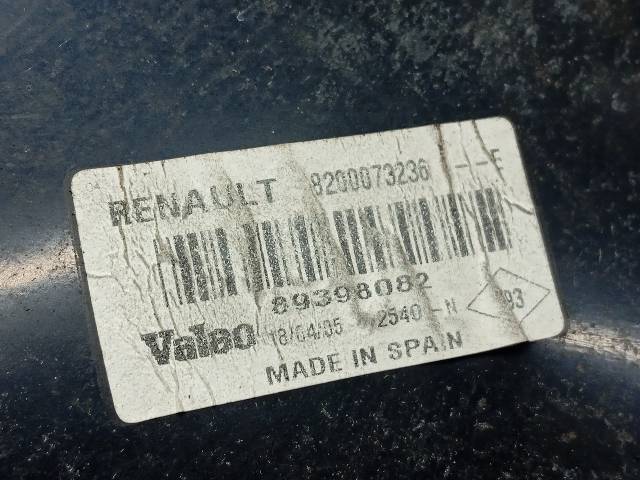 RENAULT 8200073236 --E
89398082
Valeo 18/04/05 2540-N 93
MADE IN SPAIN